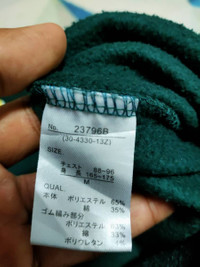 No. 23796B
(30-4330-13Z)
SIZE.
チェスト 88-96
身 長 165-175
M
QUAL.
本体 ポリエステル 65%
綿 35%
ゴム編み部分
ポリエステル
綿 33%
ポリウレタン